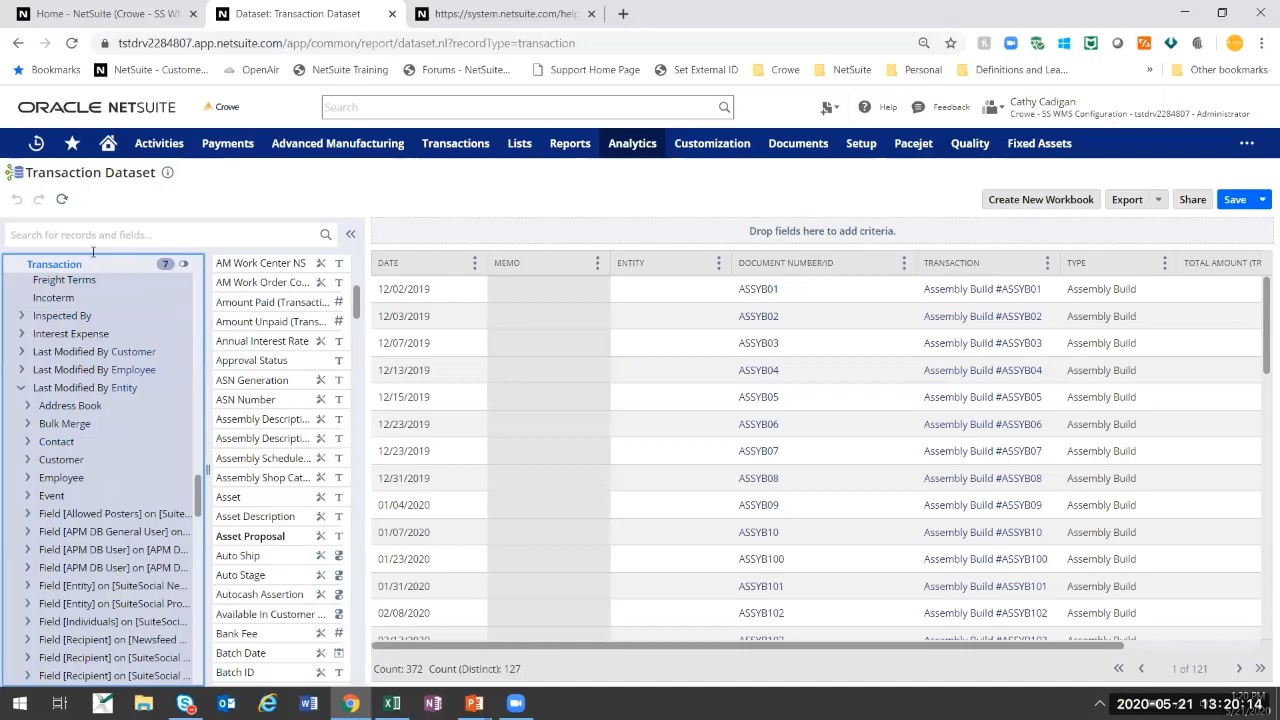 Home – NetSuite (Crowe - SS WM
Dataset: Transaction Dataset
https://system.netsuite.com/help
tstdrv2284807.app.netsuite.com/app/common/report/dataset.nl?recordType=transaction
Bookmarks
NetSuite - Custome...
OpenAir
NetSuite Training
Forums - NetSuite...
Support Home Page
Set External ID
Crowe
NetSuite
Personal
Definitions and Lea...
»
Other bookmarks
ORACLE NETSUITE
Crowe
Search
Help
Feedback
Cathy Cadigan
Crowe - SS WMS Configuration - tstdrv2284807 - Administrator
Activities
Payments
Advanced Manufacturing
Transactions
Lists
Reports
Analytics
Customization
Documents
Setup
Pacejet
Quality
Fixed Assets
Transaction Dataset
Create New Workbook
Export
Share
Save
Search for records and fields...
Drop fields here to add criteria.
Transaction 7
Freight Terms
Incoterm
Inspected By
Interest Expense
Last Modified By Customer
Last Modified By Employee
Last Modified By Entity
Address Book
Bulk Merge
Contact
Customer
Employee
Event
Field [Allowed Posters] on [Suite...
Field [APM DB General User] on...
Field [APM DB User] on [APM D...
Field [APM DB User] on [APM D...
Field [Entity] on [SuiteSocial Ne...
Field [Entity] on [SuiteSocial Pro...
Field [Individuals] on [SuiteSoci...
Field [Recipient] on [Newsfeed ...
Field [Recipient] on [SuiteSocial ...
Field [Recipient] on [SuiteSocial ...
AM Work Center NS T
AM Work Order Co... T
Amount Paid (Transacti... #
Amount Unpaid (Trans... #
Annual Interest Rate T
Approval Status T
ASN Generation T
ASN Number T
Assembly Descripti... T
Assembly Descripti... T
Assembly Schedule... T
Assembly Shop Cat... T
Asset T
Asset Description T
Asset Proposal T
Auto Ship
Auto Stage
Autocash Assertion
Available In Customer ...
Bank Fee #
Batch Date
Batch ID T
DATE MEMO ENTITY DOCUMENT NUMBER/ID TRANSACTION TYPE TOTAL AMOUNT (TR
12/02/2019 ASSYB01 Assembly Build #ASSYB01 Assembly Build
12/03/2019 ASSYB02 Assembly Build #ASSYB02 Assembly Build
12/07/2019 ASSYB03 Assembly Build #ASSYB03 Assembly Build
12/13/2019 ASSYB04 Assembly Build #ASSYB04 Assembly Build
12/15/2019 ASSYB05 Assembly Build #ASSYB05 Assembly Build
12/23/2019 ASSYB06 Assembly Build #ASSYB06 Assembly Build
12/23/2019 ASSYB07 Assembly Build #ASSYB07 Assembly Build
12/31/2019 ASSYB08 Assembly Build #ASSYB08 Assembly Build
01/04/2020 ASSYB09 Assembly Build #ASSYB09 Assembly Build
01/07/2020 ASSYB10 Assembly Build #ASSYB10 Assembly Build
01/23/2020 ASSYB100 Assembly Build #ASSYB100 Assembly Build
01/31/2020 ASSYB101 Assembly Build #ASSYB101 Assembly Build
02/08/2020 ASSYB102 Assembly Build #ASSYB102 Assembly Build
02/13/2020 ASSYB103 Assembly Build #ASSYB103 Assembly Build
Count: 372 Count (Distinct): 127
1 of 121
2020-05-21 13:20:14